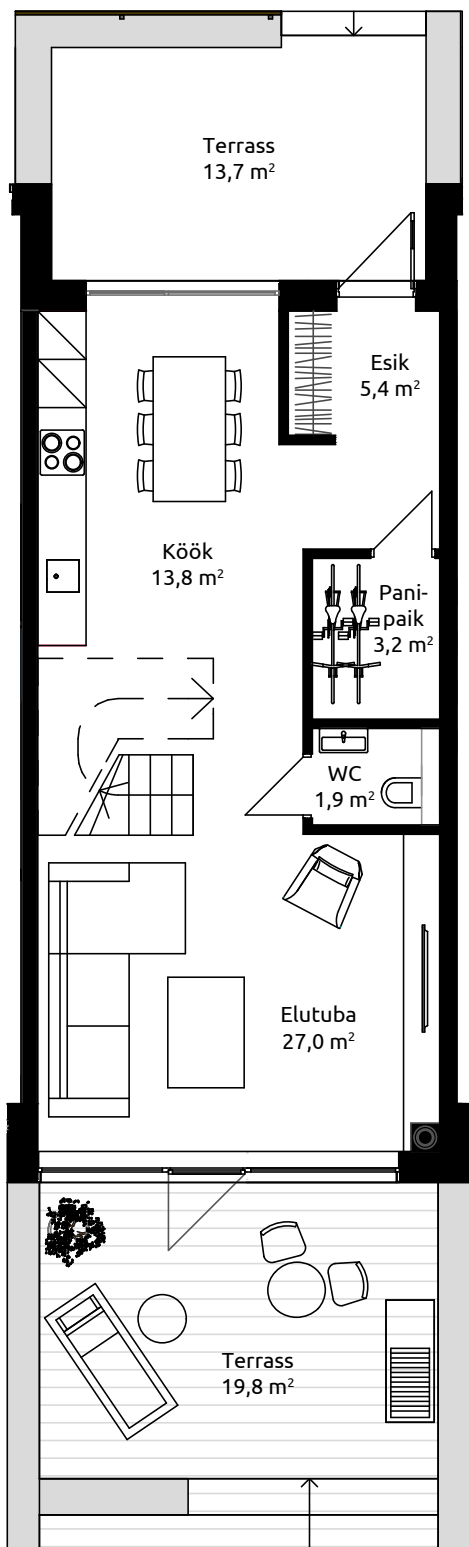 Terrass
13,7 m²
Esik
5,4 m²
Köök
13,8 m²
Pani-
paik
3,2 m²
WC
1,9 m²
Elutuba
27,0 m²
Terrass
19,8 m²